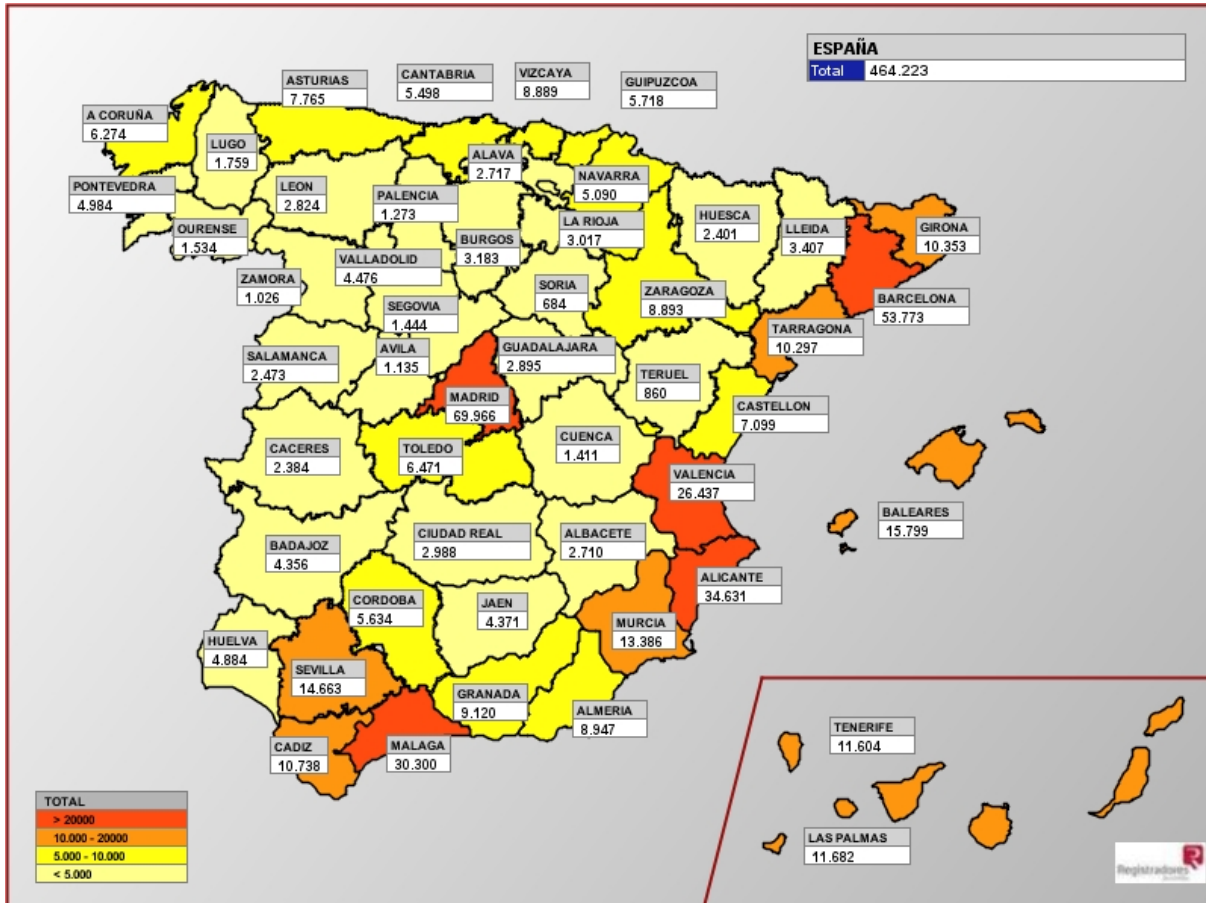 ESPAÑA
Total 464.223
ASTURIAS
7.765
CANTABRIA
5.498
VIZCAYA
8.889
GUIPUZCOA
5.718
A CORUÑA
6.274
LUGO
1.759
ALAVA
2.717
NAVARRA
5.090
PONTEVEDRA
4.984
LEON
2.824
PALENCIA
1.273
LA RIOJA
3.017
HUESCA
2.401
LLEIDA
3.407
GIRONA
10.353
OURENSE
1.534
BURGOS
3.183
VALLADOLID
4.476
ZAMORA
1.026
SORIA
684
ZARAGOZA
8.893
BARCELONA
53.773
SEGOVIA
1.444
TARRAGONA
10.297
SALAMANCA
2.473
AVILA
1.135
GUADALAJARA
2.895
TERUEL
860
MADRID
69.966
CASTELLON
7.099
CACERES
2.384
TOLEDO
6.471
CUENCA
1.411
VALENCIA
26.437
BALEARES
15.799
BADAJOZ
4.356
CIUDAD REAL
2.988
ALBACETE
2.710
ALICANTE
34.631
CORDOBA
5.634
JAEN
4.371
MURCIA
13.386
HUELVA
4.884
SEVILLA
14.663
GRANADA
9.120
ALMERIA
8.947
CADIZ
10.738
MALAGA
30.300
TENERIFE
11.604
LAS PALMAS
11.682
TOTAL
> 20000
10.000 - 20000
5.000 - 10.000
< 5.000
Registradores